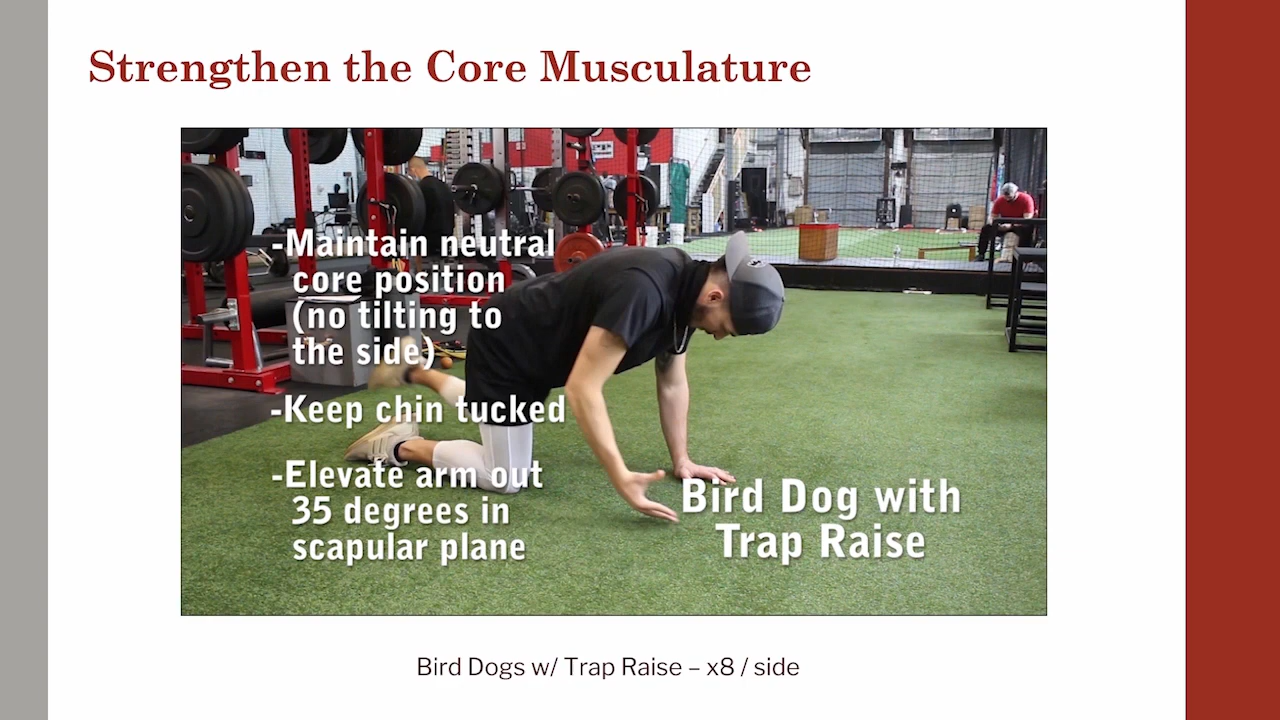 Strengthen the Core Musculature
-Maintain neutral
core position
(no tilting to
the side)
-Keep chin tucked
-Elevate arm out
35 degrees in
scapular plane
Bird Dog with
Trap Raise
Bird Dogs w/ Trap Raise – x8 / side